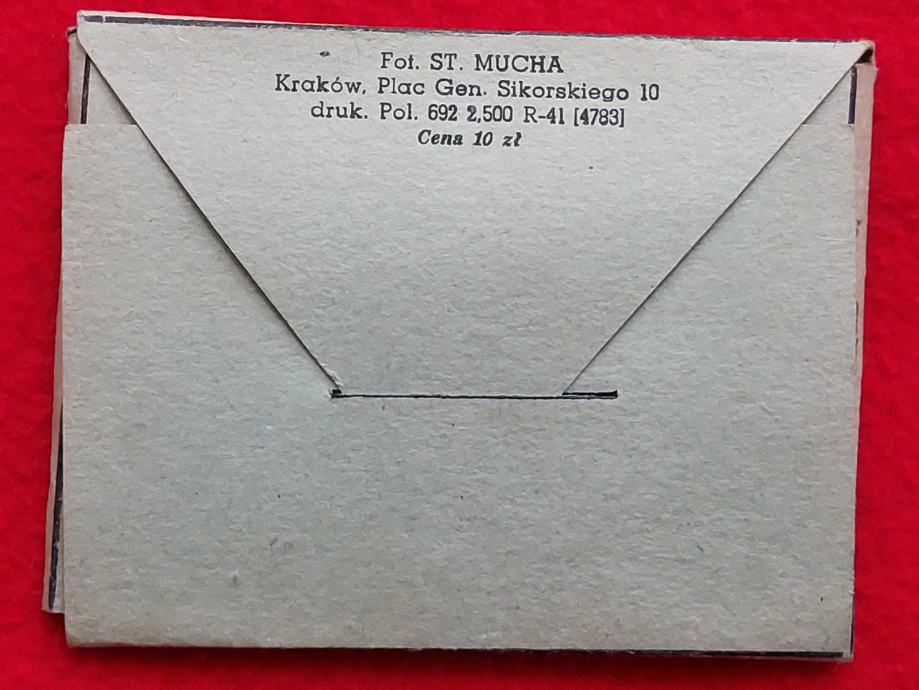 Fot. ST. MUCHA
Kraków, Plac Gen. Sikorskiego 10
druk. Pol. 692 2,500 R-41 [4783]
Cena 10 zł